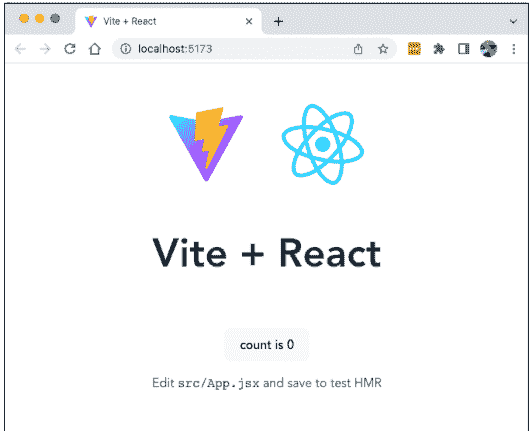 Vite + React
localhost:5173
Vite + React
count is 0
Edit src/App.jsx and save to test HMR